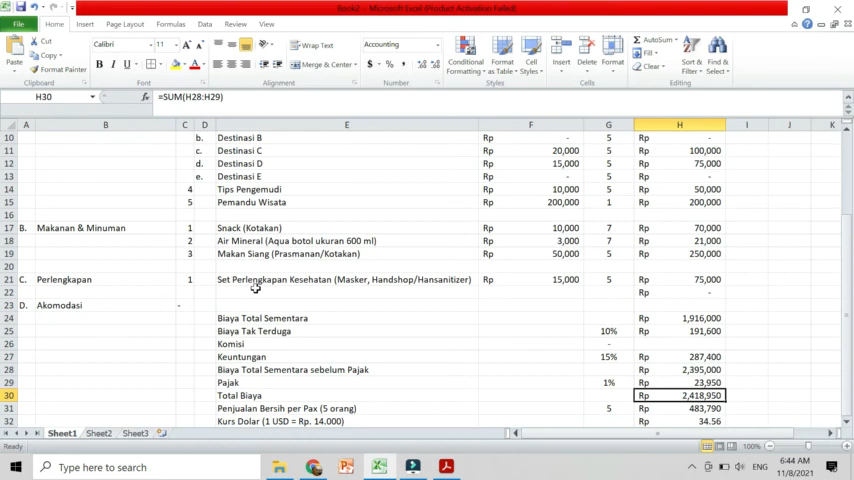 Book2 - Microsoft Excel (Product Activation Failed)
File Home Insert Page Layout Formulas Data Review View
Cut
Copy
Format Painter
Paste
Clipboard
Calibri 11
B I U
Font
Wrap Text
Merge & Center
Alignment
Accounting
$ % ,
Number
Conditional Formatting
Format as Table
Cell Styles
Styles
Insert Delete Format
Cells
AutoSum
Fill
Clear
Sort & Filter
Find & Select
Editing
H30 fx =SUM(H28:H29)
A B C D E F G H I J K
10 b. Destinasi B Rp - 5 Rp -
11 c. Destinasi C Rp 20,000 5 Rp 100,000
12 d. Destinasi D Rp 15,000 5 Rp 75,000
13 e. Destinasi E Rp - 5 Rp -
14 4 Tips Pengemudi Rp 10,000 5 Rp 50,000
15 5 Pemandu Wisata Rp 200,000 1 Rp 200,000
16
17 B. Makanan & Minuman 1 Snack (Kotakan) Rp 10,000 7 Rp 70,000
18 2 Air Mineral (Aqua botol ukuran 600 ml) Rp 3,000 7 Rp 21,000
19 3 Makan Siang (Prasmanan/Kotakan) Rp 50,000 5 Rp 250,000
20
21 C. Perlengkapan 1 Set Perlengkapan Kesehatan (Masker, Handshop/Hansanitizer) Rp 15,000 5 Rp 75,000
22 Rp -
23 D. Akomodasi -
24 Biaya Total Sementara Rp 1,916,000
25 Biaya Tak Terduga 10% Rp 191,600
26 Komisi -
27 Keuntungan 15% Rp 287,400
28 Biaya Total Sementara sebelum Pajak Rp 2,395,000
29 Pajak 1% Rp 23,950
30 Total Biaya Rp 2,418,950
31 Penjualan Bersih per Pax (5 orang) 5 Rp 483,790
32 Kurs Dolar (1 USD = Rp. 14.000) Rp 34.56
Sheet1 Sheet2 Sheet3
Ready 100%
Type here to search
ENG
6:44 AM
11/8/2021